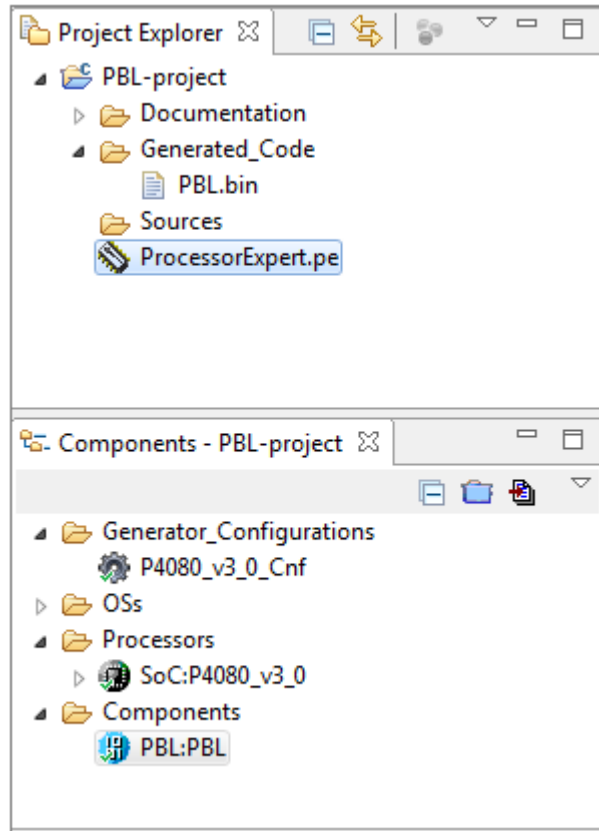 Project Explorer
PBL-project
Documentation
Generated_Code
PBL.bin
Sources
ProcessorExpert.pe
Components - PBL-project
Generator_Configurations
P4080_v3_0_Cnf
OSs
Processors
SoC:P4080_v3_0
Components
PBL:PBL